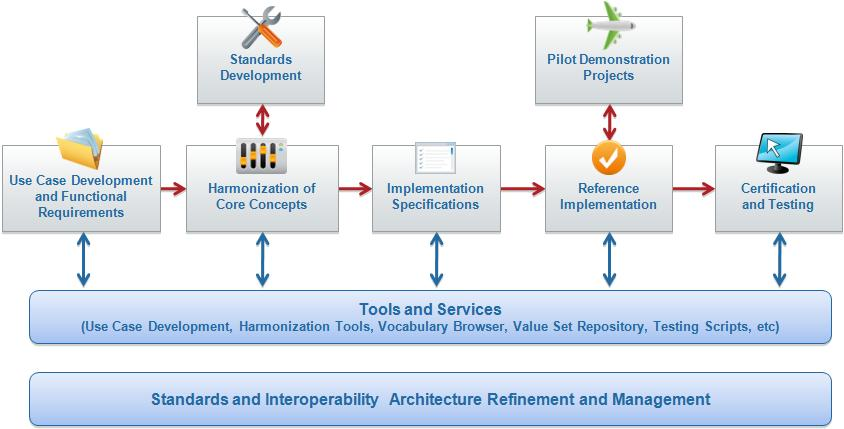 Standards
Development
Pilot Demonstration
Projects
Use Case Development
and Functional
Requirements
Harmonization of
Core Concepts
Implementation
Specifications
Reference
Implementation
Certification
and Testing
Tools and Services
(Use Case Development, Harmonization Tools, Vocabulary Browser, Value Set Repository, Testing Scripts, etc)
Standards and Interoperability Architecture Refinement and Management